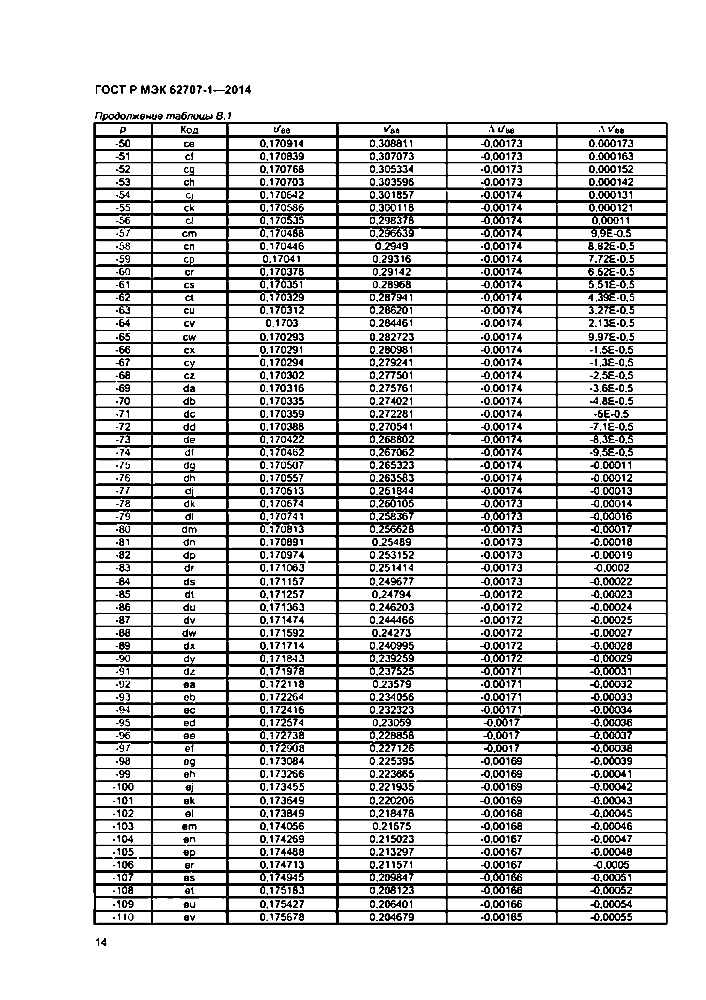 ГОСТ Р МЭК 62707-1—2014
Продолжение таблицы В.1
p Код u′вв v′вв Δ u′вв Δ v′вв
-50 ce 0.170914 0.308811 -0.00173 0.000173
-51 cf 0.170839 0.307073 -0.00173 0.000163
-52 cg 0.170768 0.305334 -0.00173 0.000152
-53 ch 0.170703 0.303596 -0.00173 0.000142
-54 cj 0.170642 0.301857 -0.00174 0.000131
-55 ck 0.170586 0.300118 -0.00174 0.000121
-56 cl 0.170535 0.298378 -0.00174 0.00011
-57 cm 0.170488 0.296639 -0.00174 9.9E-0.5
-58 cn 0.170446 0.2949 -0.00174 8.82E-0.5
-59 cp 0.17041 0.29316 -0.00174 7.72E-0.5
-60 cr 0.170378 0.29142 -0.00174 6.62E-0.5
-61 cs 0.170351 0.28968 -0.00174 5.51E-0.5
-62 ct 0.170329 0.287941 -0.00174 4.39E-0.5
-63 cu 0.170312 0.286201 -0.00174 3.27E-0.5
-64 cv 0.1703 0.284461 -0.00174 2.13E-0.5
-65 cw 0.170293 0.282723 -0.00174 9.97E-0.5
-66 cx 0.170291 0.280981 -0.00174 -1.5E-0.5
-67 cy 0.170294 0.279241 -0.00174 -1.3E-0.5
-68 cz 0.170302 0.277501 -0.00174 -2.5E-0.5
-69 da 0.170316 0.275761 -0.00174 -3.6E-0.5
-70 db 0.170335 0.274021 -0.00174 -4.8E-0.5
-71 dc 0.170359 0.272281 -0.00174 -6E-0.5
-72 dd 0.170388 0.270541 -0.00174 -7.1E-0.5
-73 de 0.170422 0.268802 -0.00174 -8.3E-0.5
-74 df 0.170462 0.267062 -0.00174 -9.5E-0.5
-75 dg 0.170507 0.265323 -0.00174 -0.00011
-76 dh 0.170557 0.263583 -0.00174 -0.00012
-77 dj 0.170613 0.261844 -0.00174 -0.00013
-78 dk 0.170674 0.260105 -0.00173 -0.00014
-79 dl 0.170741 0.258367 -0.00173 -0.00016
-80 dm 0.170813 0.256628 -0.00173 -0.00017
-81 dn 0.170891 0.25489 -0.00173 -0.00018
-82 dp 0.170974 0.253152 -0.00173 -0.00019
-83 dr 0.171063 0.251414 -0.00173 -0.0002
-84 ds 0.171157 0.249677 -0.00173 -0.00022
-85 dt 0.171257 0.24794 -0.00172 -0.00023
-86 du 0.171363 0.246203 -0.00172 -0.00024
-87 dv 0.171474 0.244466 -0.00172 -0.00025
-88 dw 0.171592 0.24273 -0.00172 -0.00027
-89 dx 0.171714 0.240995 -0.00172 -0.00028
-90 dy 0.171843 0.239259 -0.00172 -0.00029
-91 dz 0.171978 0.237525 -0.00171 -0.00031
-92 ea 0.172118 0.23579 -0.00171 -0.00032
-93 eb 0.172264 0.234056 -0.00171 -0.00033
-94 ec 0.172416 0.232323 -0.00171 -0.00034
-95 ed 0.172574 0.23059 -0.0017 -0.00036
-96 ee 0.172738 0.228858 -0.0017 -0.00037
-97 ef 0.172908 0.227126 -0.0017 -0.00038
-98 eg 0.173084 0.225395 -0.00169 -0.00039
-99 eh 0.173266 0.223665 -0.00169 -0.00041
-100 ej 0.173455 0.221935 -0.00169 -0.00042
-101 ek 0.173649 0.220206 -0.00169 -0.00043
-102 el 0.173849 0.218478 -0.00168 -0.00045
-103 em 0.174056 0.21675 -0.00168 -0.00046
-104 en 0.174269 0.215023 -0.00167 -0.00047
-105 ep 0.174488 0.213297 -0.00167 -0.00048
-106 er 0.174713 0.211571 -0.00167 -0.0005
-107 es 0.174945 0.209847 -0.00166 -0.00051
-108 et 0.175183 0.208123 -0.00166 -0.00052
-109 eu 0.175427 0.206401 -0.00166 -0.00054
-110 ev 0.175678 0.204679 -0.00165 -0.00055
14